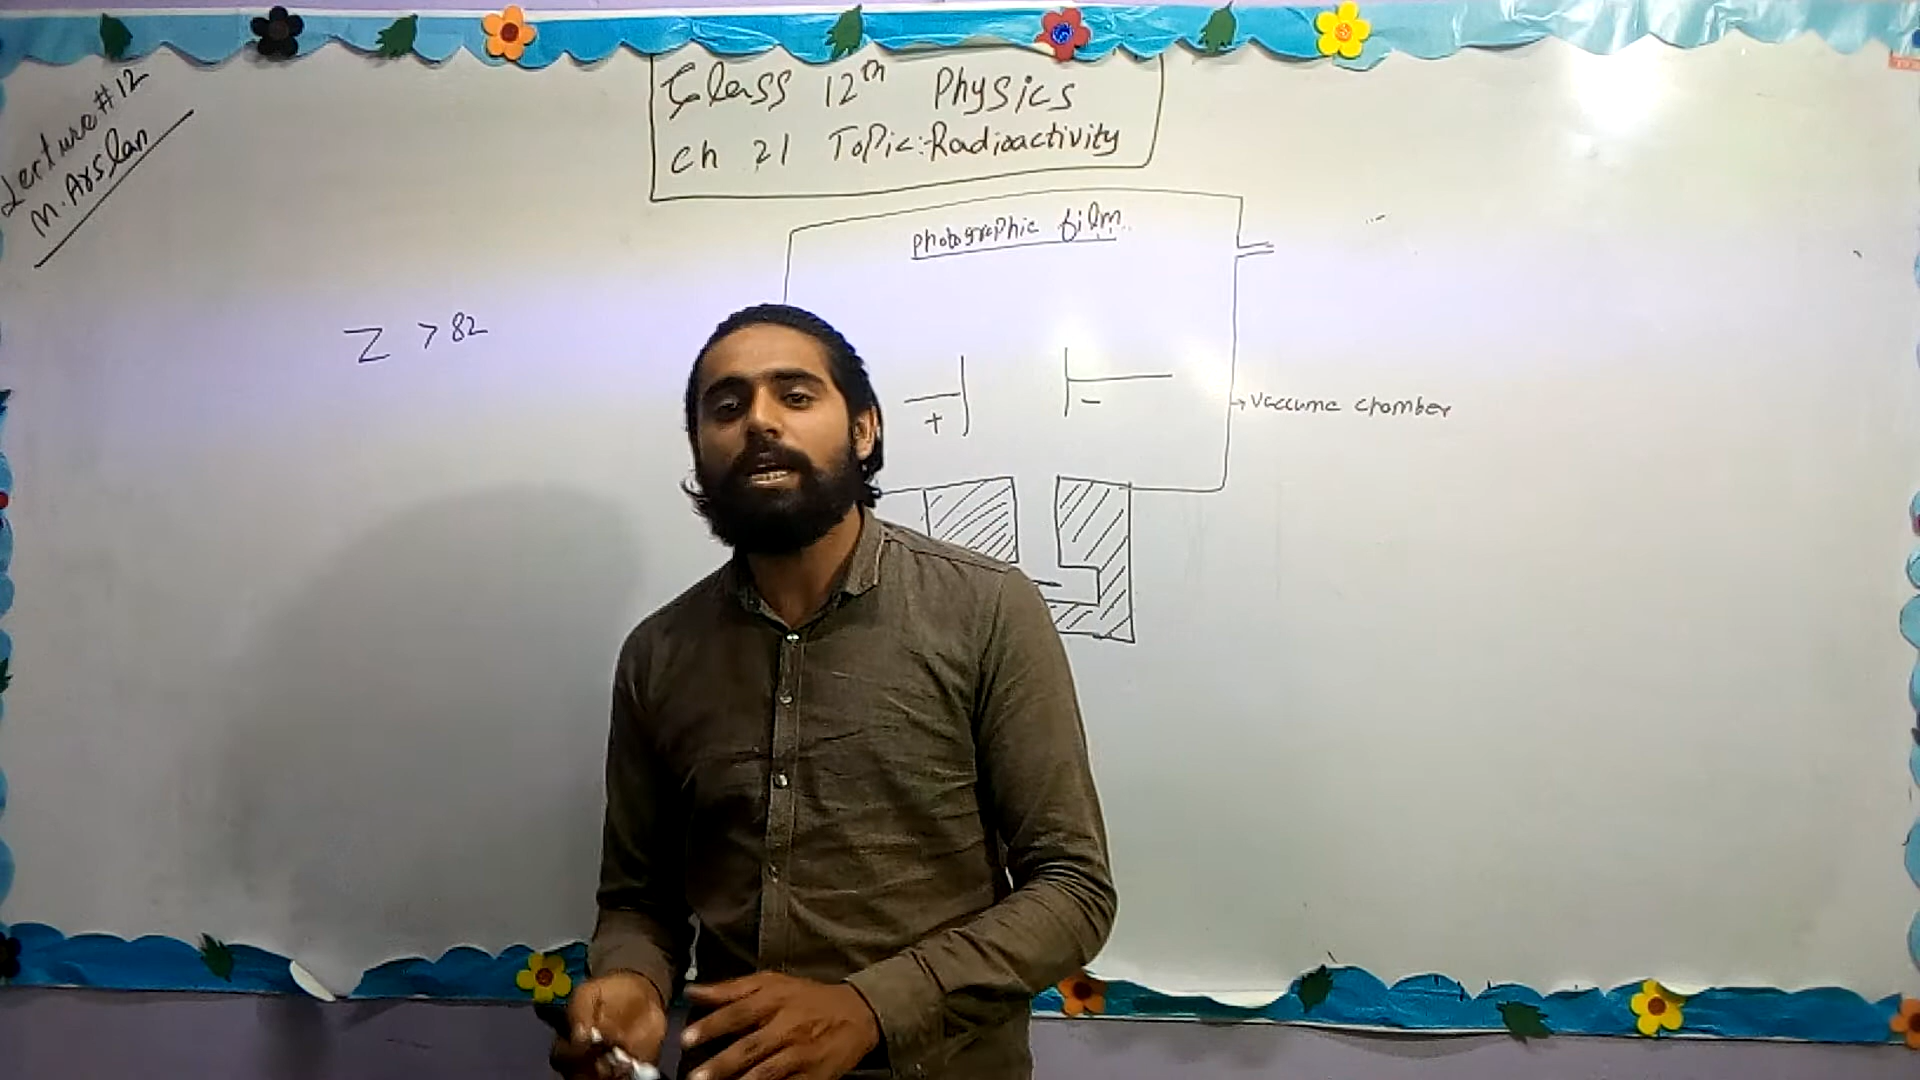 Lecture #12
M. Arslan
Class 12th Physics
Ch 21 Topic: Radioactivity
Photographic film
Z > 82
+
-
Vaccume chamber